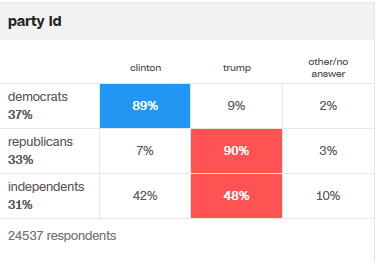 party id
clinton trump other/no answer
democrats 37% 89% 9% 2%
republicans 33% 7% 90% 3%
independents 31% 42% 48% 10%
24537 respondents